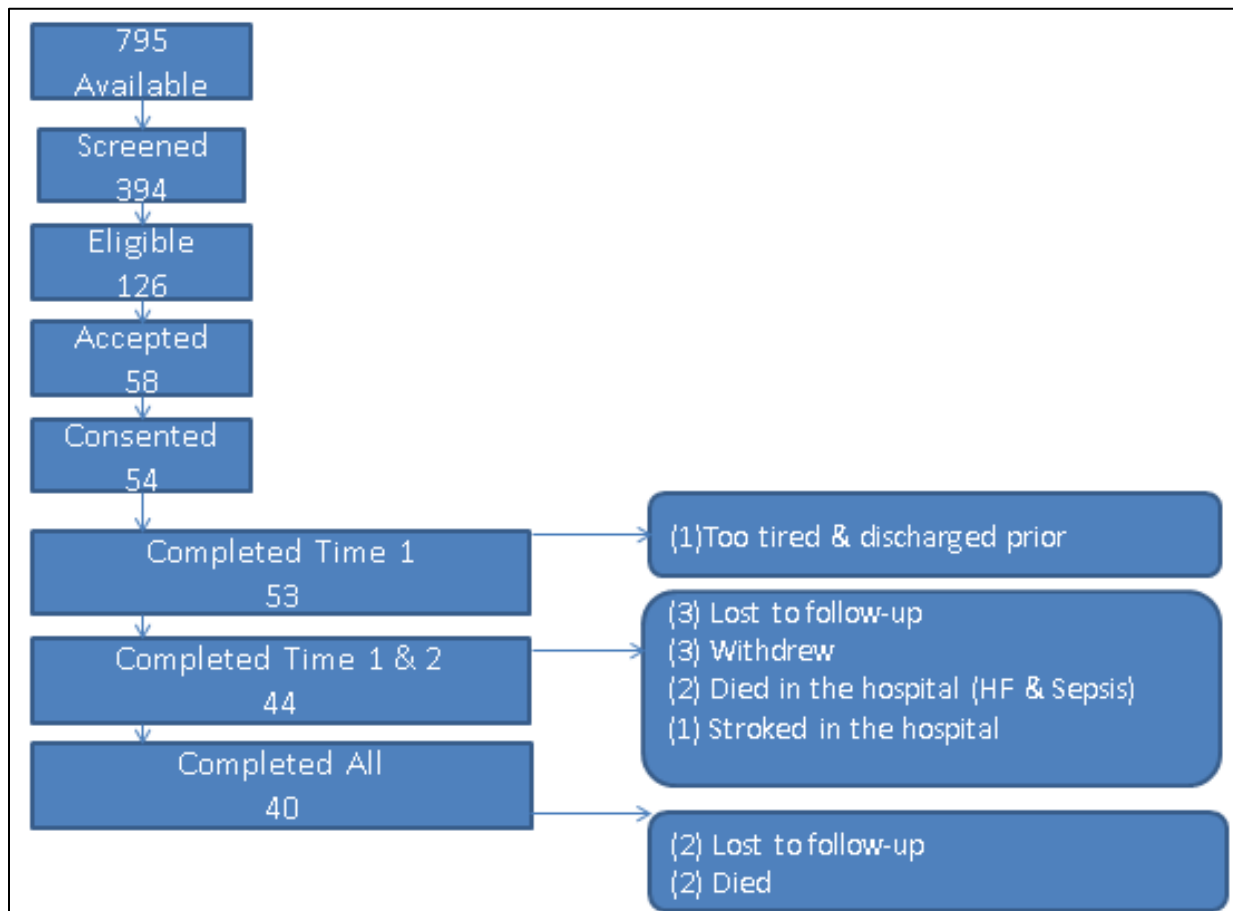 795
Available
Screened
394
Eligible
126
Accepted
58
Consented
54
Completed Time 1
53
(1)Too tired & discharged prior
Completed Time 1 & 2
44
(3) Lost to follow-up
(3) Withdrew
(2) Died in the hospital (HF & Sepsis)
(1) Stroked in the hospital
Completed All
40
(2) Lost to follow-up
(2) Died